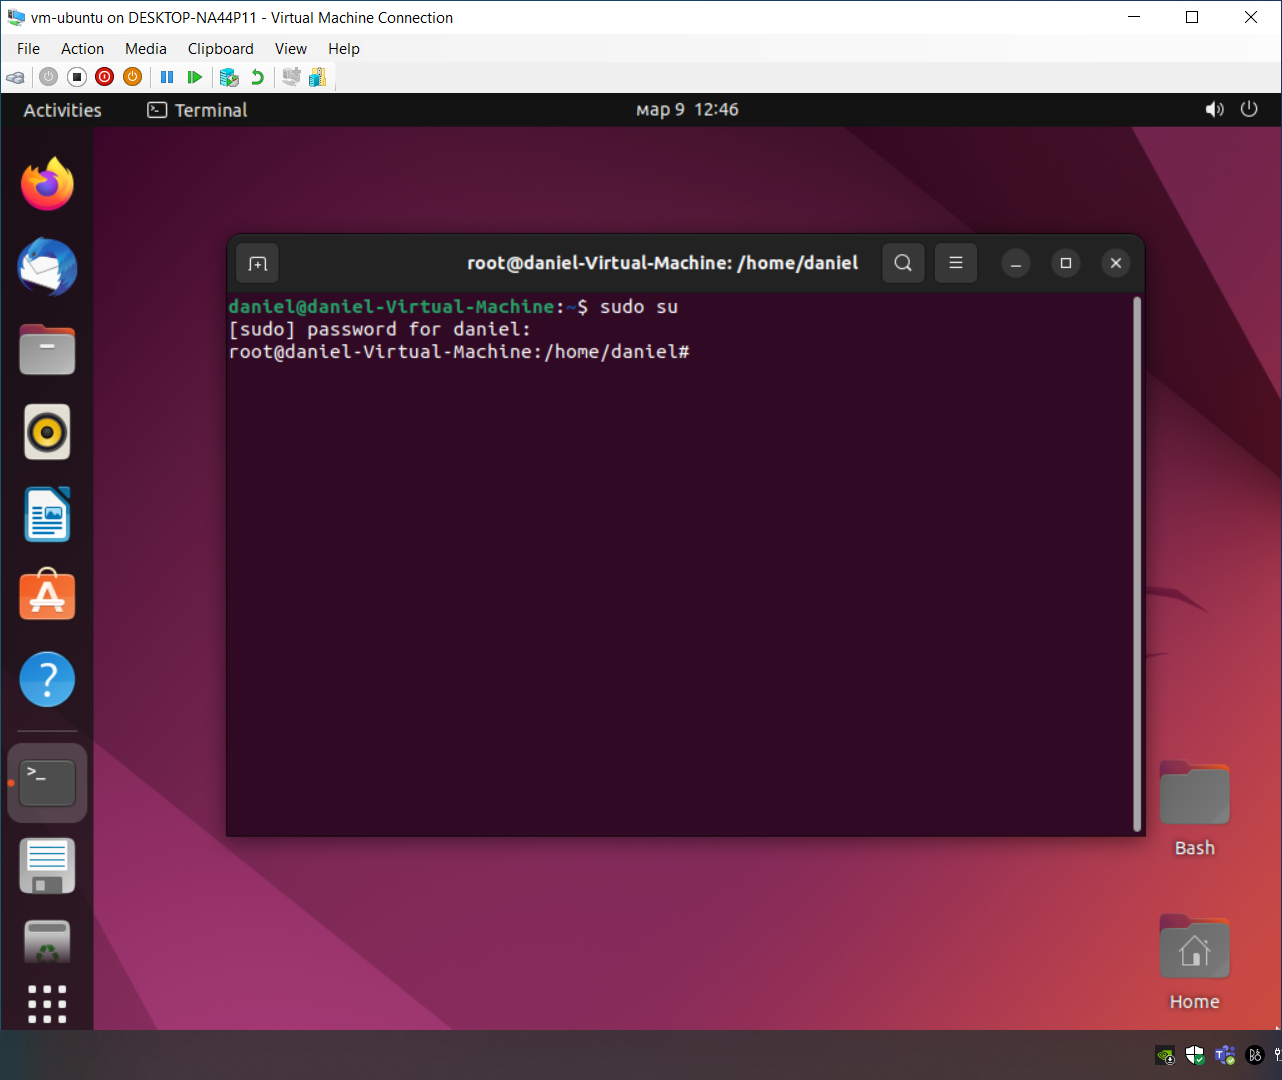 vm-ubuntu on DESKTOP-NA44P11 - Virtual Machine Connection
File Action Media Clipboard View Help
Activities Terminal мар 9 12:46
root@daniel-Virtual-Machine: /home/daniel
daniel@daniel-Virtual-Machine:~$ sudo su
[sudo] password for daniel:
root@daniel-Virtual-Machine:/home/daniel#
Bash
Home